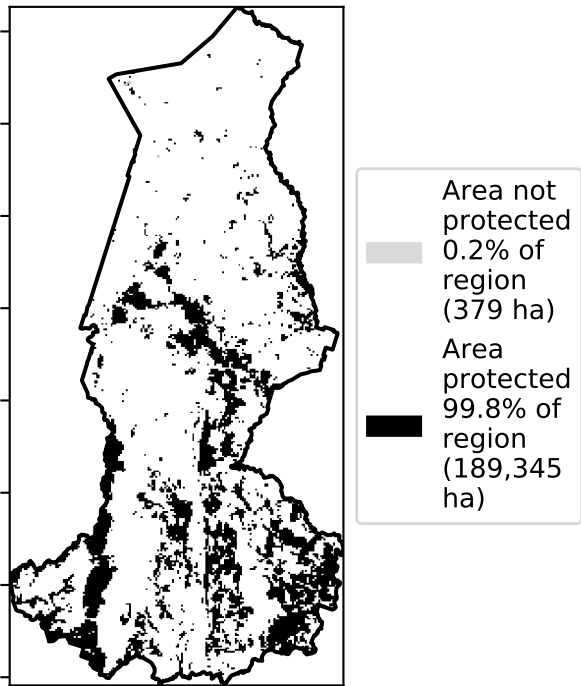 Area not
protected
0.2% of
region
(379 ha)
Area
protected
99.8% of
region
(189,345
ha)